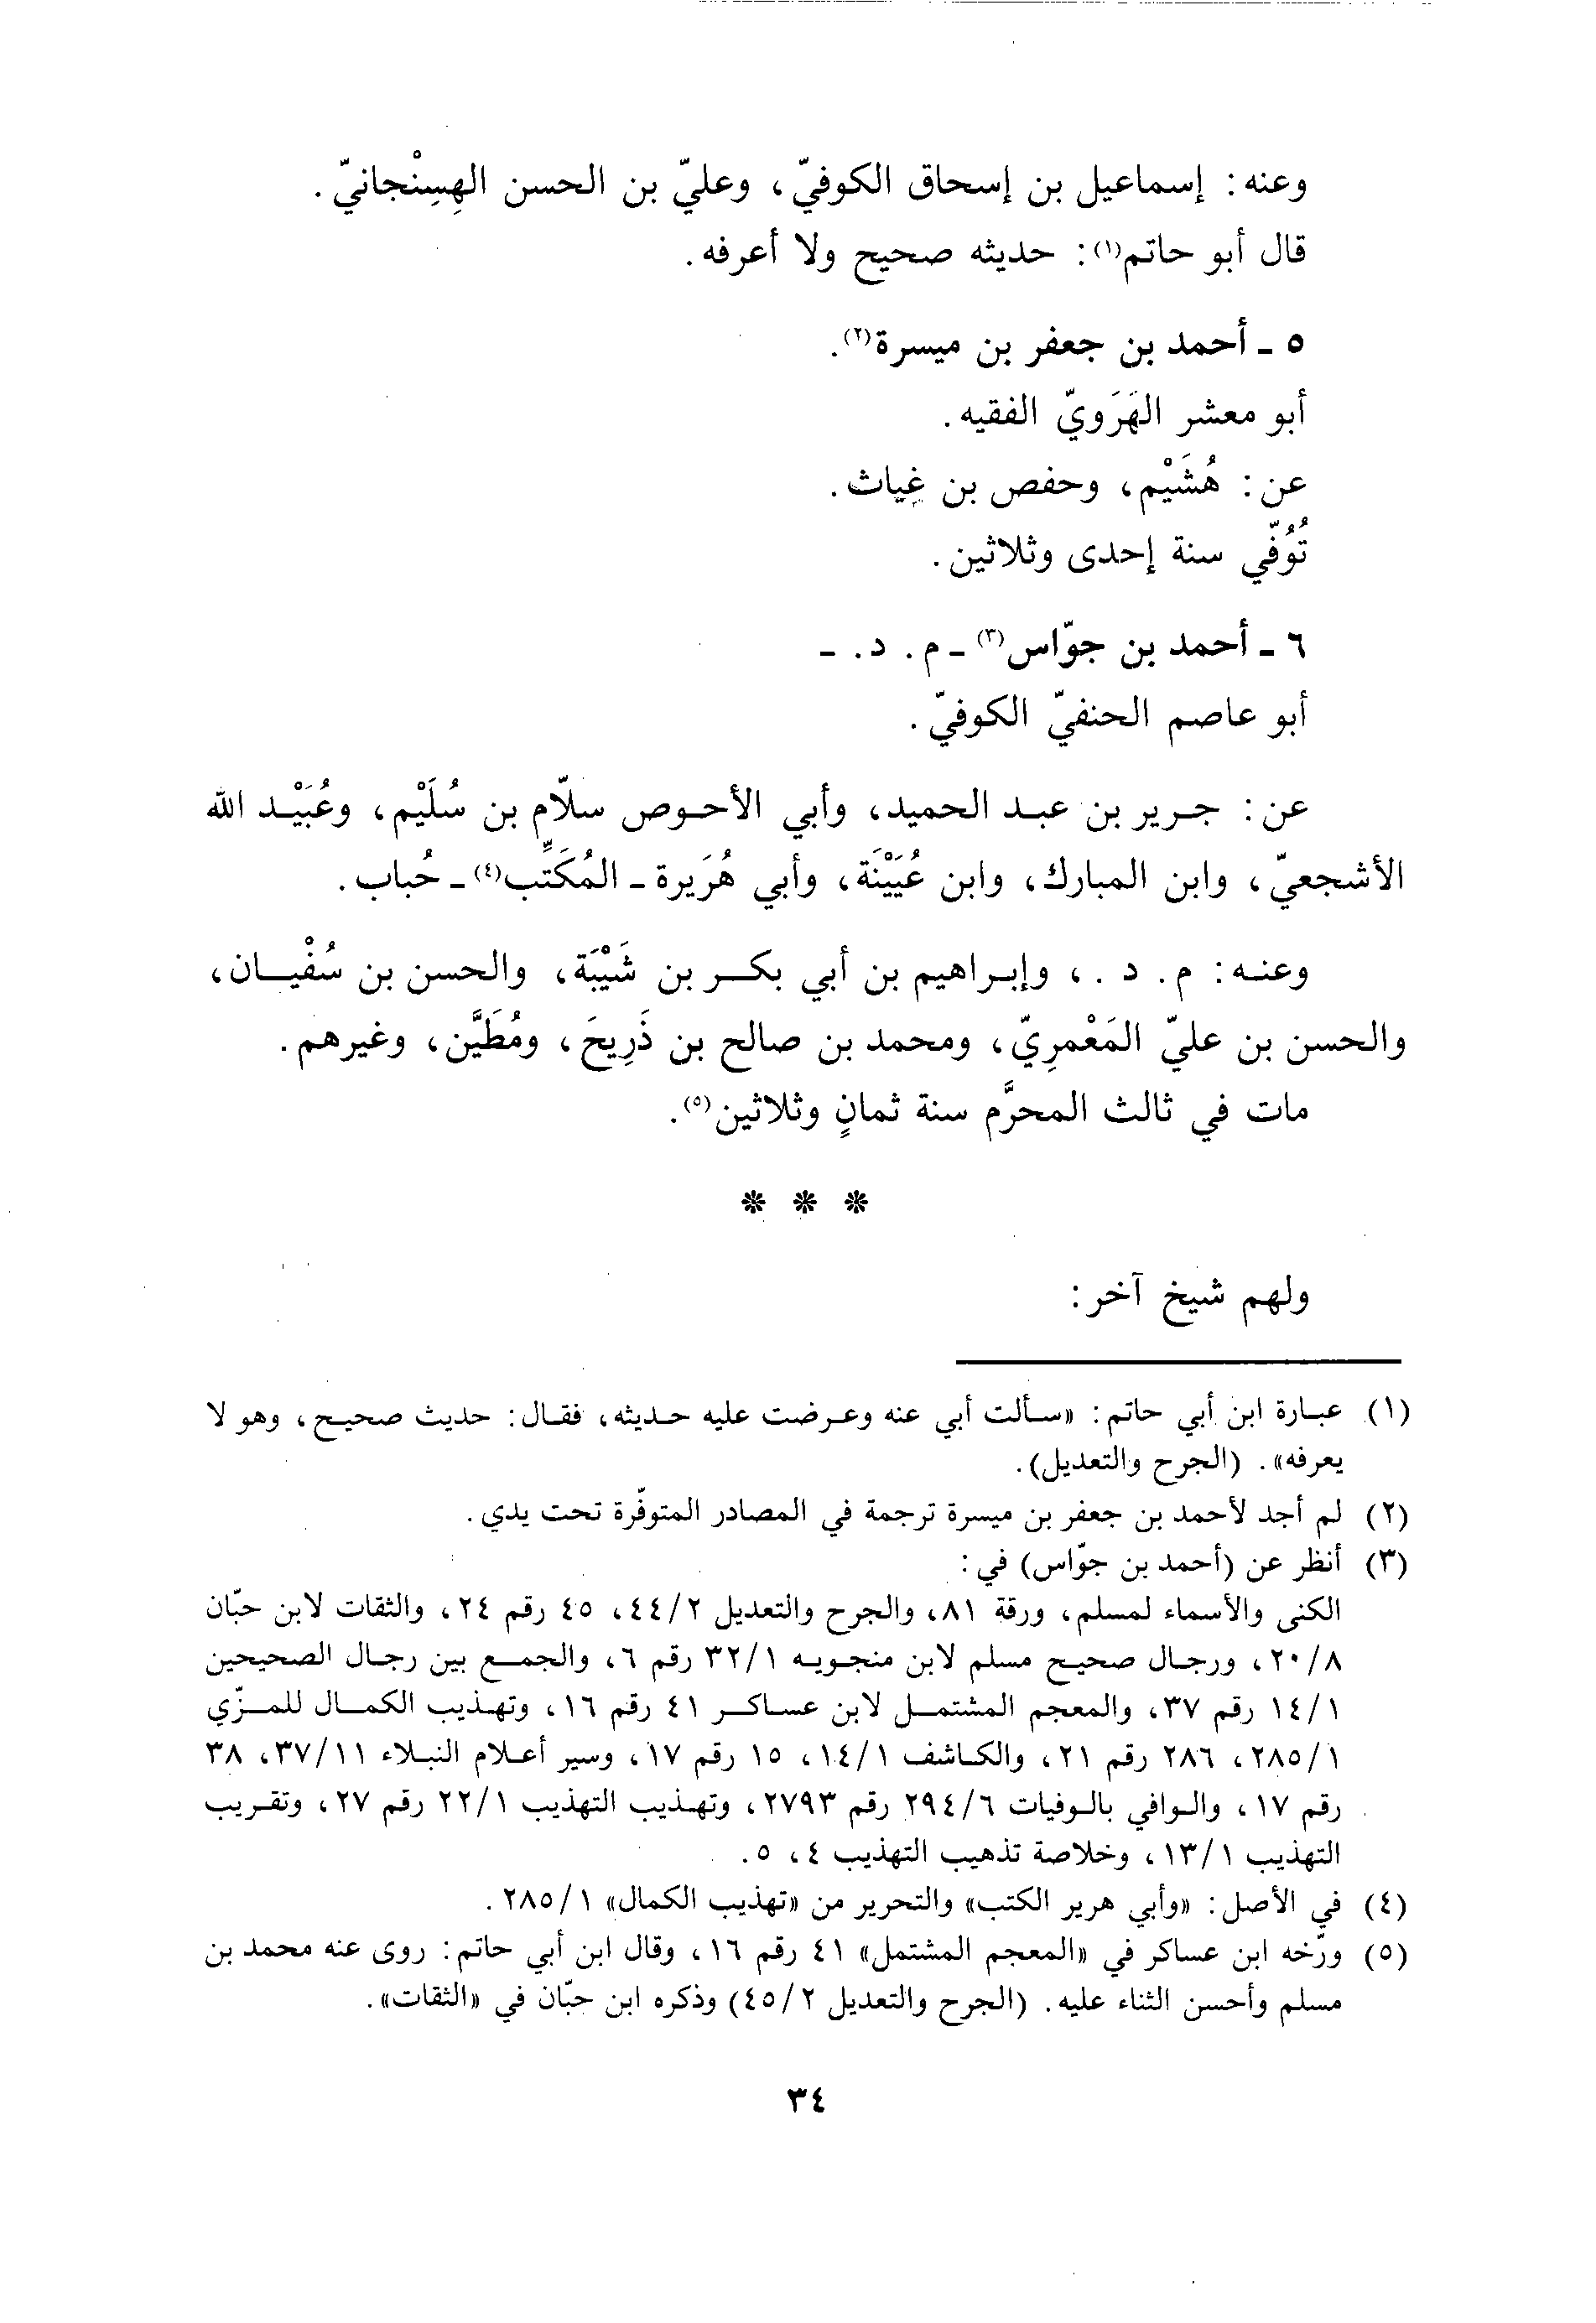 وعنه: إسماعيل بن إسحاق الكوفيّ، وعليّ بن الحسن الهِسِنْجانيّ.
قال أبو حاتم(١): حديثه صحيح ولا أعرفه.
٥ ـ أحمد بن جعفر بن ميسرة(٢).
أبو معشر الهَرَويّ الفقيه.
عن: هُشَيْم، وحفص بن غِياث.
تُوُفّي سنة إحدى وثلاثين.
٦ ـ أحمد بن جوّاس(٣) ـ م. د. ـ
أبو عاصم الحنفيّ الكوفيّ.
عن: جرير بن عبد الحميد، وأبي الأحوص سلّام بن سُلَيْم، وعُبَيْد الله
الأشجعيّ، وابن المبارك، وابن عُيَيْنَة، وأبي هُرَيرة ـ المُكَتِّب(٤) ـ حُباب.
وعنه: م. د.، وإبراهيم بن أبي بكر بن شَيْبَة، والحسن بن سُفْيان،
والحسن بن عليّ المَعْمرِيّ، ومحمد بن صالح بن ذَرِيحَ، ومُطَيَّن، وغيرهم.
مات في ثالث المحرَّم سنة ثمانٍ وثلاثين(٥).
* * *
ولهم شيخ آخر:
(١) عبارة ابن أبي حاتم: «سألت أبي عنه وعرضت عليه حديثه، فقال: حديث صحيح، وهو لا
يعرفه». (الجرح والتعديل).
(٢) لم أجد لأحمد بن جعفر بن ميسرة ترجمة في المصادر المتوفّرة تحت يدي.
(٣) أنظر عن (أحمد بن جوّاس) في:
الكنى والأسماء لمسلم، ورقة ٨١، والجرح والتعديل ٤٤/٢، ٤٥ رقم ٢٤، والثقات لابن حبّان
٢٠/٨، ورجال صحيح مسلم لابن منجويه ٣٢/١ رقم ٦، والجمع بين رجال الصحيحين
١٤/١ رقم ٣٧، والمعجم المشتمل لابن عساكر ٤١ رقم ١٦، وتهذيب الكمال للمزّي
٢٨٥/١، ٢٨٦ رقم ٢١، والكاشف ١٤/١، ١٥ رقم ١٧، وسير أعلام النبلاء ٣٧/١١، ٣٨
رقم ١٧، والوافي بالوفيات ٢٩٤/٦ رقم ٢٧٩٣، وتهذيب التهذيب ٢٢/١ رقم ٢٧، وتقريب
التهذيب ١٣/١، وخلاصة تذهيب التهذيب ٤، ٥.
(٤) في الأصل: «وأبي هرير الكتب» والتحرير من «تهذيب الكمال» ٢٨٥/١.
(٥) ورّخه ابن عساكر في «المعجم المشتمل» ٤١ رقم ١٦، وقال ابن أبي حاتم: روى عنه محمد بن
مسلم وأحسن الثناء عليه. (الجرح والتعديل ٤٥/٢) وذكره ابن حبّان في «الثقات».
٣٤